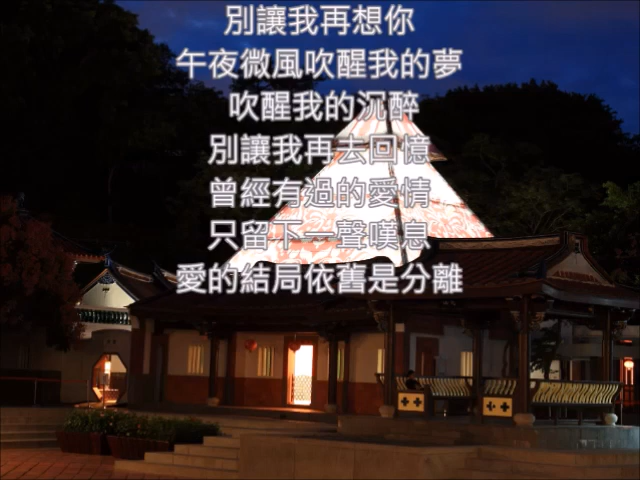 別讓我再想你
午夜微風吹醒我的夢
吹醒我的沉醉
別讓我再去回憶
曾經有過的愛情
只留下一聲嘆息
愛的結局依舊是分離